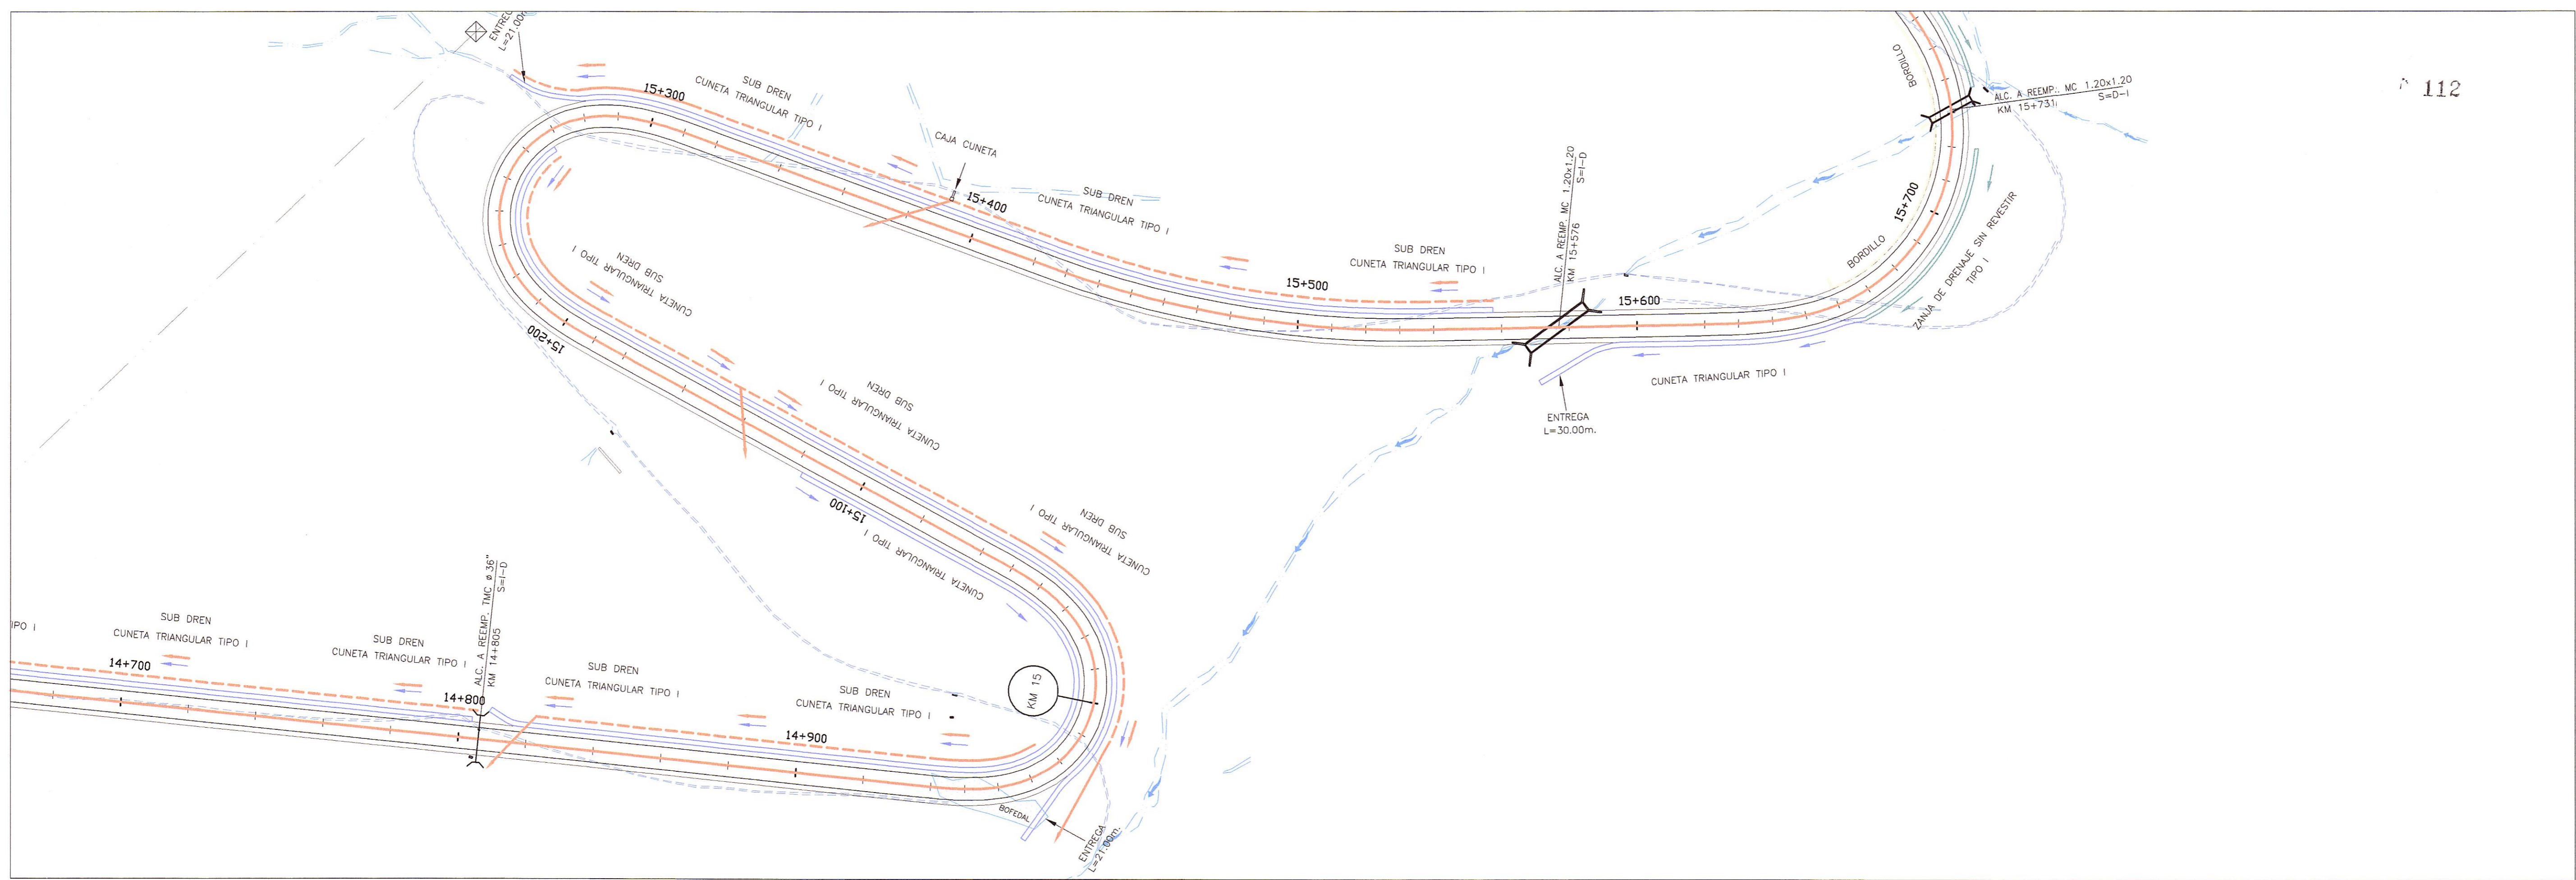 ENTREG
L=21.00m
SUB DREN
CUNETA TRIANGULAR TIPO I
15+300
CAJA CUNETA
15+400
SUB DREN
CUNETA TRIANGULAR TIPO I
SUB DREN
CUNETA TRIANGULAR TIPO I
15+500
ALC. A REEMP. MC 1.20x1.20
S=I-D
KM 15+576
15+600
BORDILLO
ALC. A REEMP. MC 1.20x1.20
S=D-I
KM 15+731
112
15+700
BORDILLO
ZANJA DE DRENAJE SIN REVESTIR
TIPO I
CUNETA TRIANGULAR TIPO I
ENTREGA
L=30.00m.
CUNETA TRIANGULAR TIPO I
SUB DREN
15+200
CUNETA TRIANGULAR TIPO I
SUB DREN
15+100
CUNETA TRIANGULAR TIPO I
CUNETA TRIANGULAR TIPO I
SUB DREN
KM 15
IPO I
SUB DREN
CUNETA TRIANGULAR TIPO I
14+700
SUB DREN
CUNETA TRIANGULAR TIPO I
ALC. A REEMP. TMC ø 36"
S=I-D
KM 14+805
14+800
SUB DREN
CUNETA TRIANGULAR TIPO I
SUB DREN
CUNETA TRIANGULAR TIPO I
14+900
BOFEDAL
ENTREGA
L=21.00m.